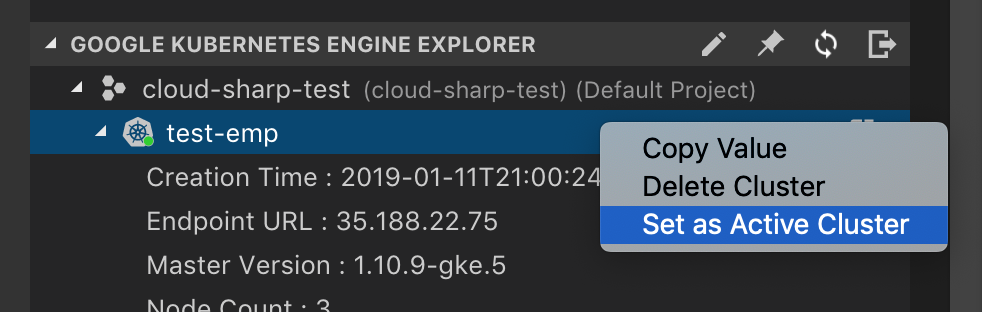 GOOGLE KUBERNETES ENGINE EXPLORER
cloud-sharp-test (cloud-sharp-test) (Default Project)
test-emp
Copy Value
Delete Cluster
Set as Active Cluster
Creation Time : 2019-01-11T21:00:24
Endpoint URL : 35.188.22.75
Master Version : 1.10.9-gke.5
Node Count : 3